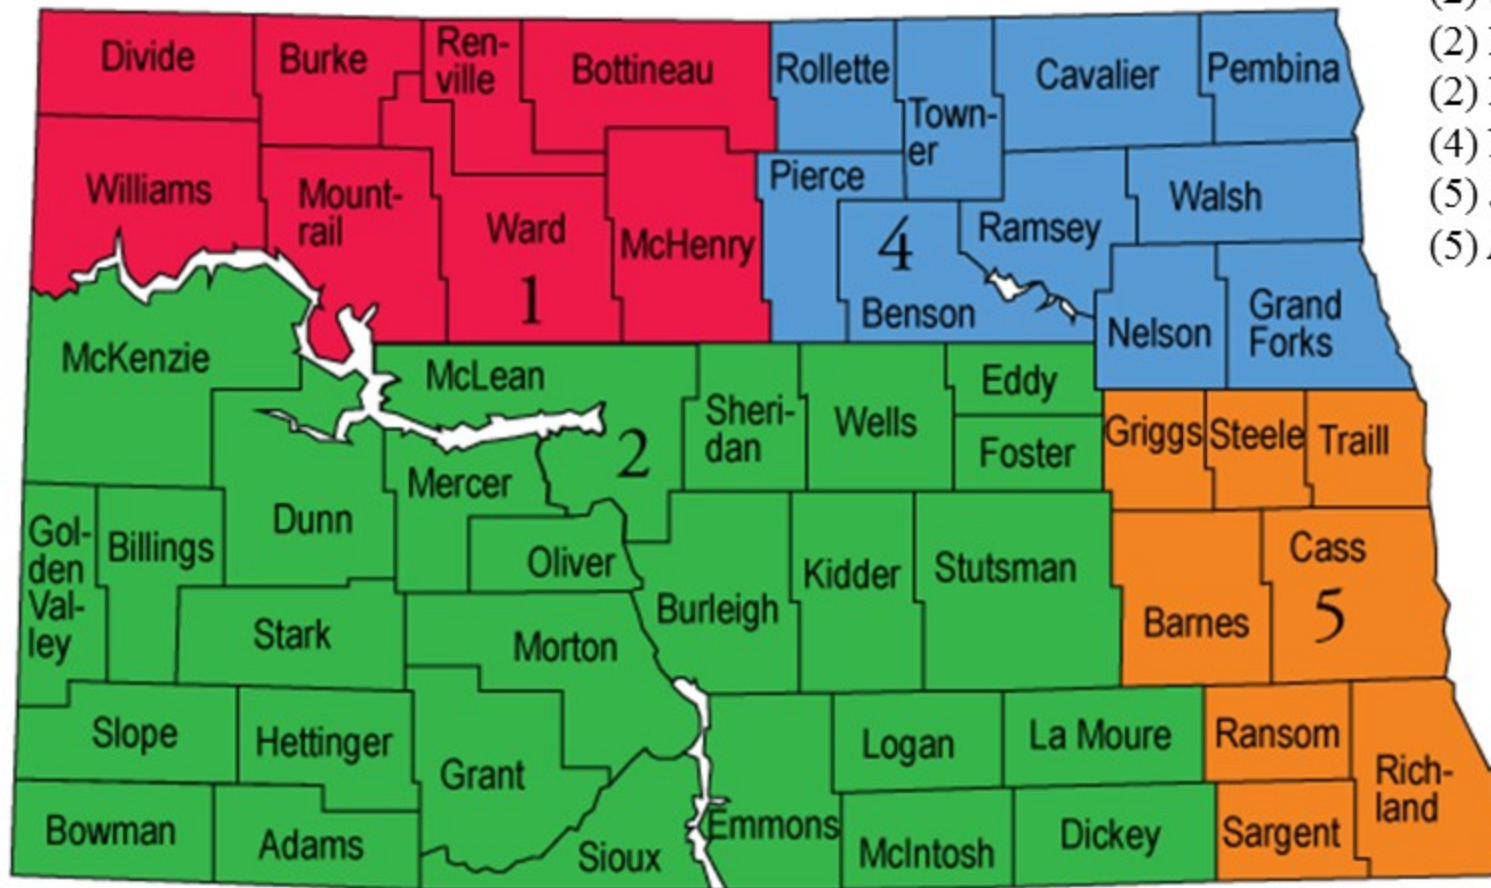 Divide
Burke
Ren-
ville
Bottineau
Rollette
Town-
er
Cavalier
Pembina
Williams
Mount-
rail
Ward
1
McHenry
Pierce
4
Benson
Ramsey
Walsh
Nelson
Grand
Forks
McKenzie
McLean
2
Sheri-
dan
Wells
Eddy
Foster
Griggs
Steele
Traill
Gol-
den
Val-
ley
Billings
Dunn
Mercer
Oliver
Burleigh
Kidder
Stutsman
Barnes
Cass
5
Stark
Morton
Slope
Hettinger
Grant
Emmons
Logan
La Moure
Ransom
Rich-
land
Bowman
Adams
Sioux
McIntosh
Dickey
Sargent
(2)
(2)
(4)
(5)
(5)